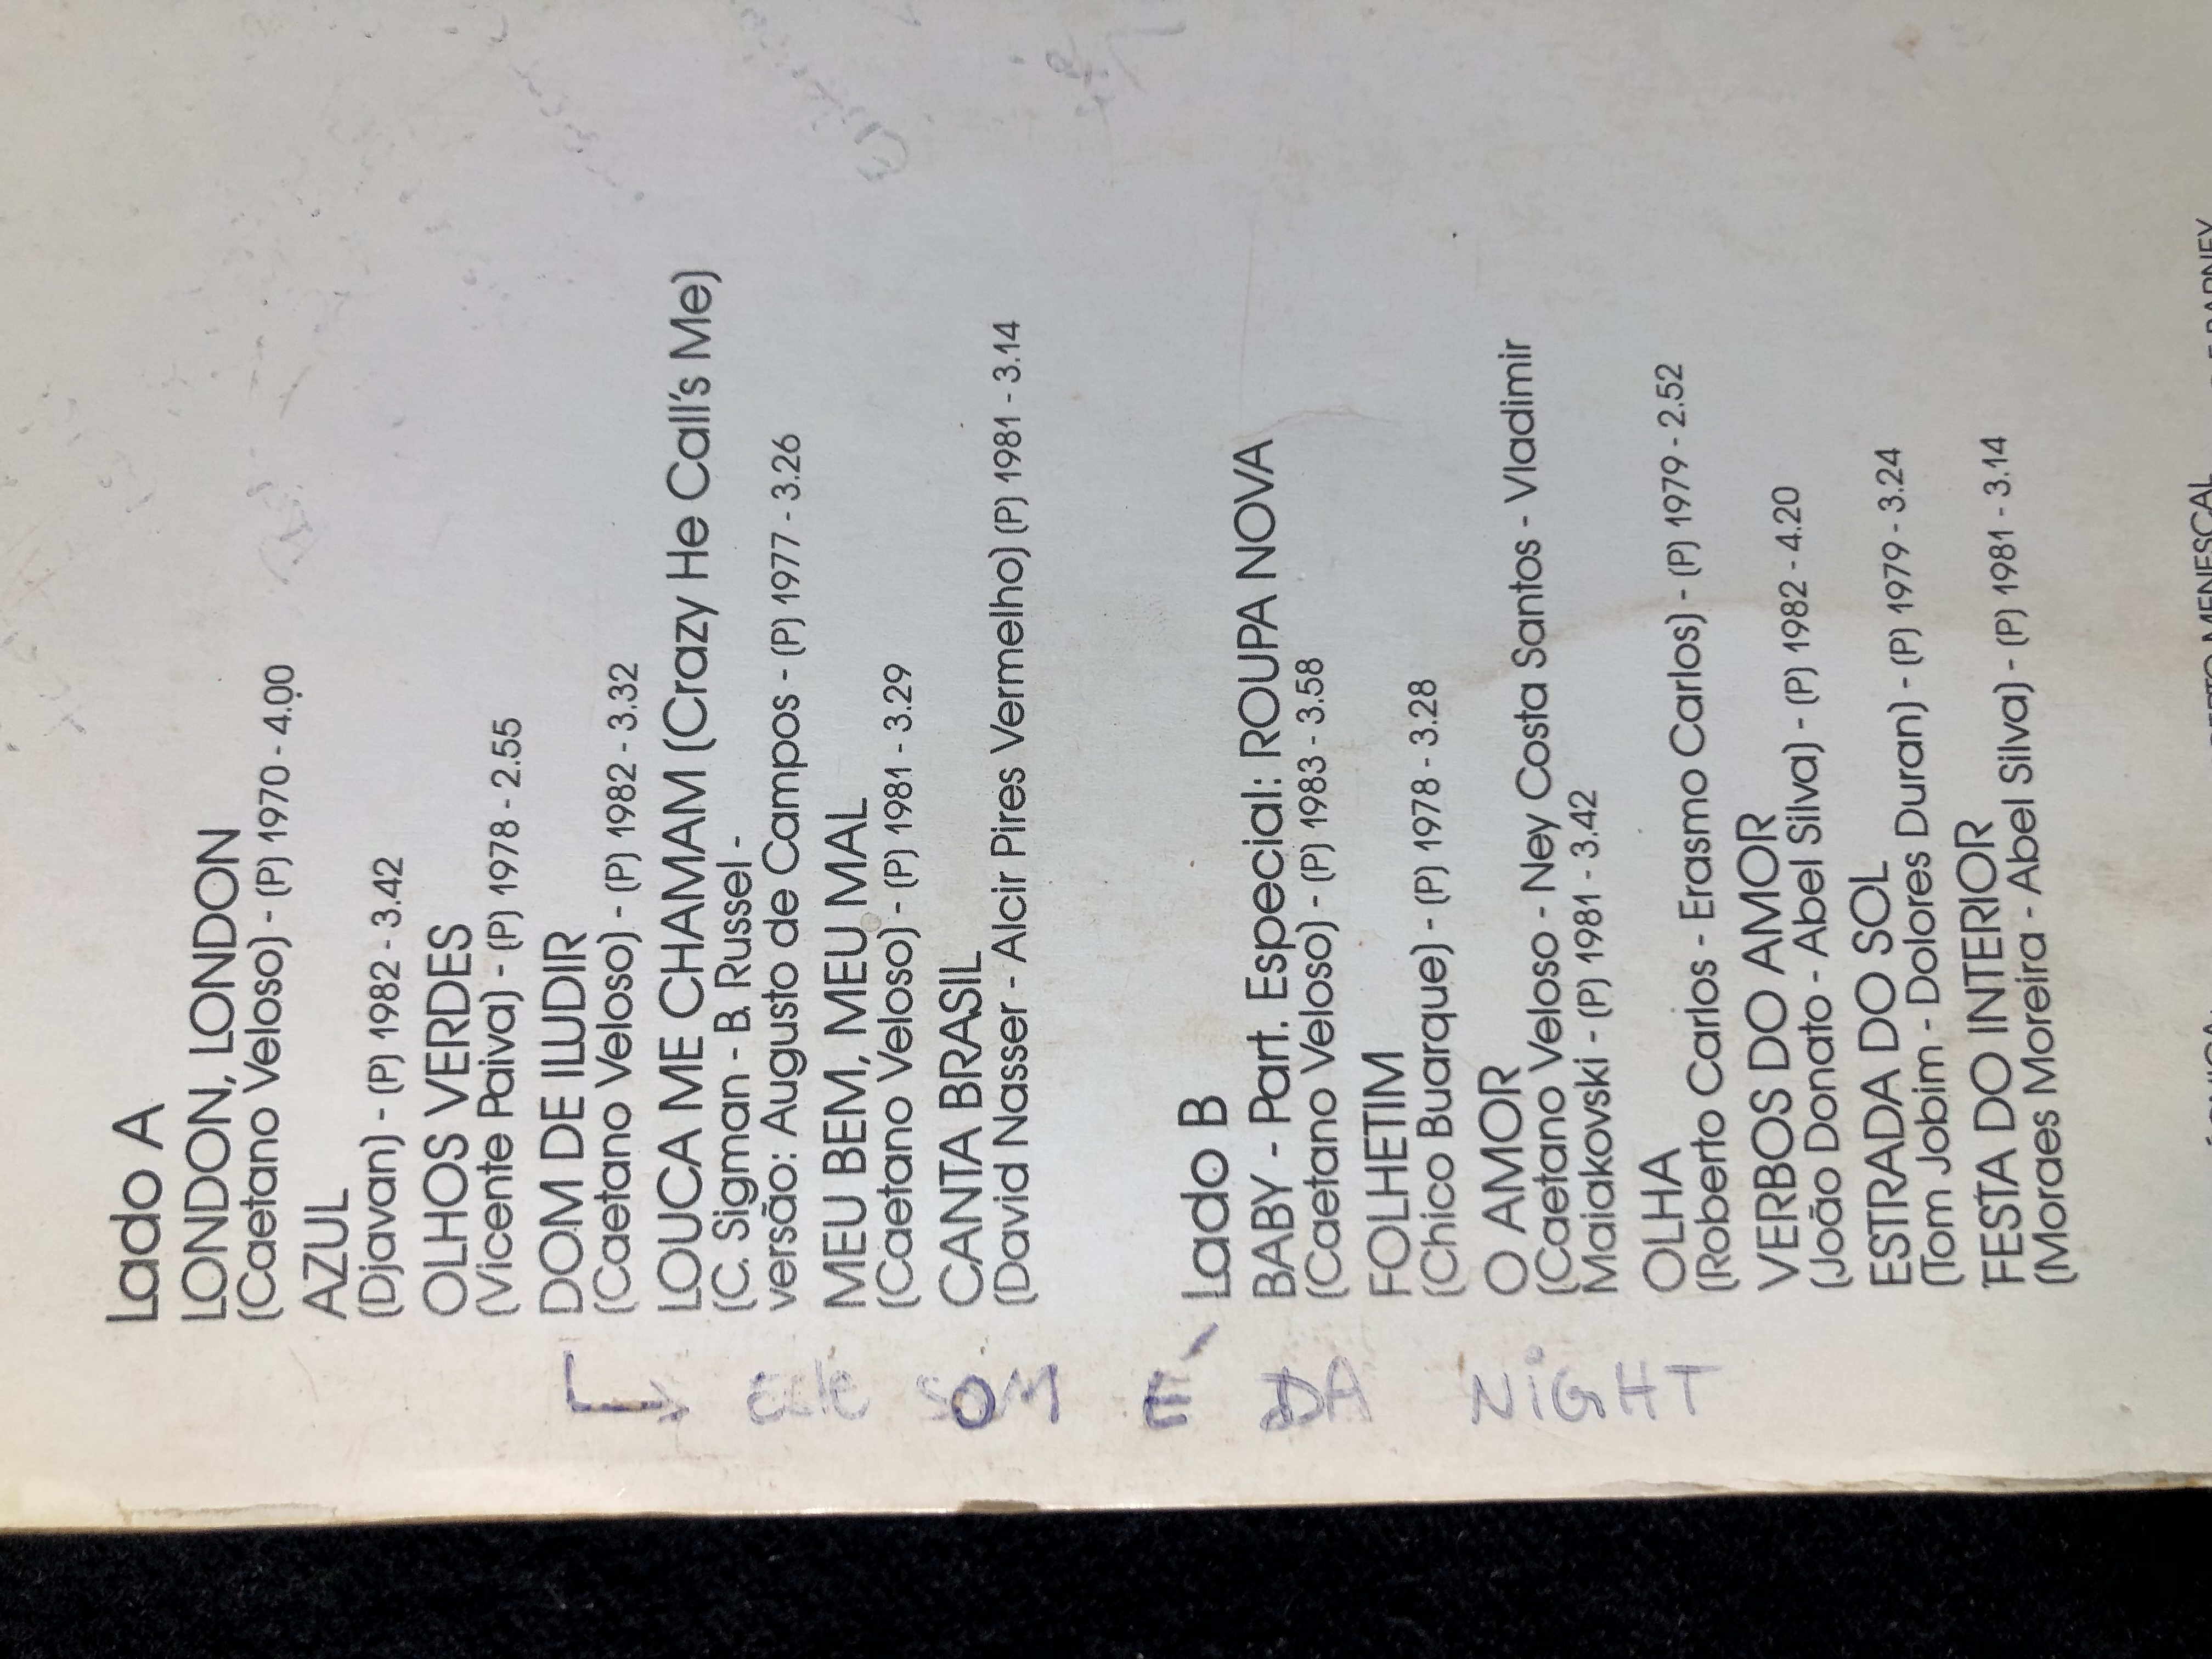 Lado A
LONDON, LONDON
(Caetano Veloso) - (P) 1970 - 4.00
AZUL
(Djavan) - (P) 1982 - 3.42
OLHOS VERDES
(Vicente Paiva) - (P) 1978 - 2.55
DOM DE ILUDIR
(Caetano Veloso) - (P) 1982 - 3.32
LOUCA ME CHAMAM (Crazy He Call's Me)
(C. Sigman - B. Russel -
versão: Augusto de Campos - (P) 1977 - 3.26
MEU BEM, MEU MAL
(Caetano Veloso) - (P) 1981 - 3.29
CANTA BRASIL
(David Nasser - Alcir Pires Vermelho) (P) 1981 - 3.14
Lado B
BABY - Part. Especial: ROUPA NOVA
(Caetano Veloso) - (P) 1983 - 3.58
FOLHETIM
(Chico Buarque) - (P) 1978 - 3.28
O AMOR
(Caetano Veloso - Ney Costa Santos - Vladimir
Maiakovski - (P) 1981 - 3.42
OLHA
(Roberto Carlos - Erasmo Carlos) - (P) 1979 - 2.52
VERBOS DO AMOR
(João Donato - Abel Silva) - (P) 1982 - 4.20
ESTRADA DO SOL
(Tom Jobim - Dolores Duran) - (P) 1979 - 3.24
FESTA DO INTERIOR
(Moraes Moreira - Abel Silva) - (P) 1981 - 3.14
este SOM É DA NiGHT
MENESCAL